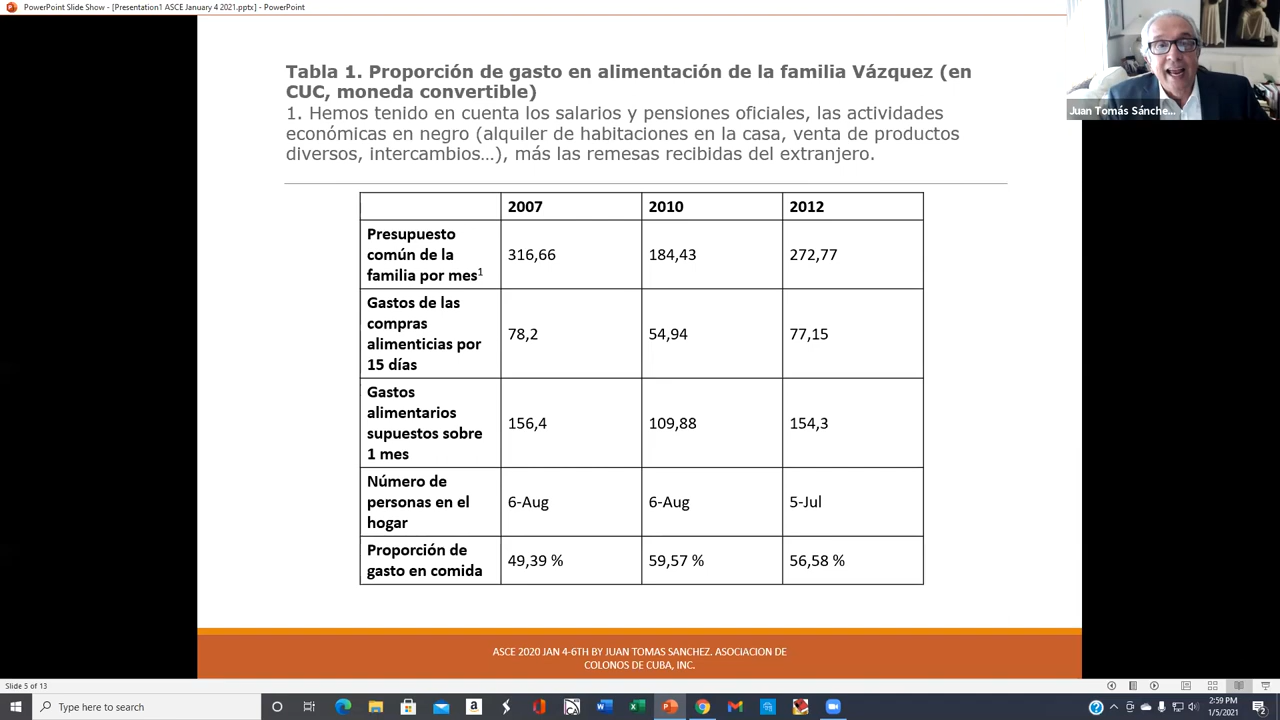 PowerPoint Slide Show - [Presentation1 ASCE January 4 2021.pptx] - PowerPoint
Juan Tomás Sánche...
Tabla 1. Proporción de gasto en alimentación de la familia Vázquez (en
CUC, moneda convertible)
1. Hemos tenido en cuenta los salarios y pensiones oficiales, las actividades
económicas en negro (alquiler de habitaciones en la casa, venta de productos
diversos, intercambios…), más las remesas recibidas del extranjero.
2007 2010 2012
Presupuesto
común de la
familia por mes¹
316,66 184,43 272,77
Gastos de las
compras
alimenticias por
15 días
78,2 54,94 77,15
Gastos
alimentarios
supuestos sobre
1 mes
156,4 109,88 154,3
Número de
personas en el
hogar
6-Aug 6-Aug 5-Jul
Proporción de
gasto en comida
49,39 % 59,57 % 56,58 %
ASCE 2020 JAN 4-6TH BY JUAN TOMAS SANCHEZ. ASOCIACION DE
COLONOS DE CUBA, INC.
Slide 5 of 13
Type here to search
2:59 PM
1/5/2021
2